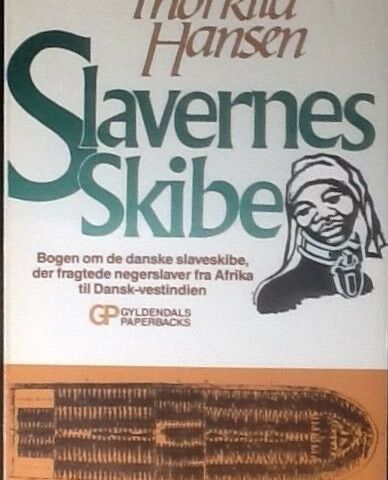 Thorkild
Hansen
Slavernes
Skibe
Bogen om de danske slaveskibe,
der fragtede negerslaver fra Afrika
til Dansk-vestindien
GP GYLDENDALS
PAPERBACKS